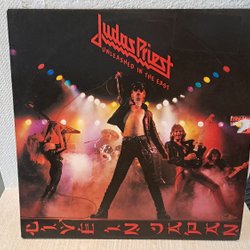 Judas Priest
UNLEASHED IN THE EAST
LIVE IN JAPAN